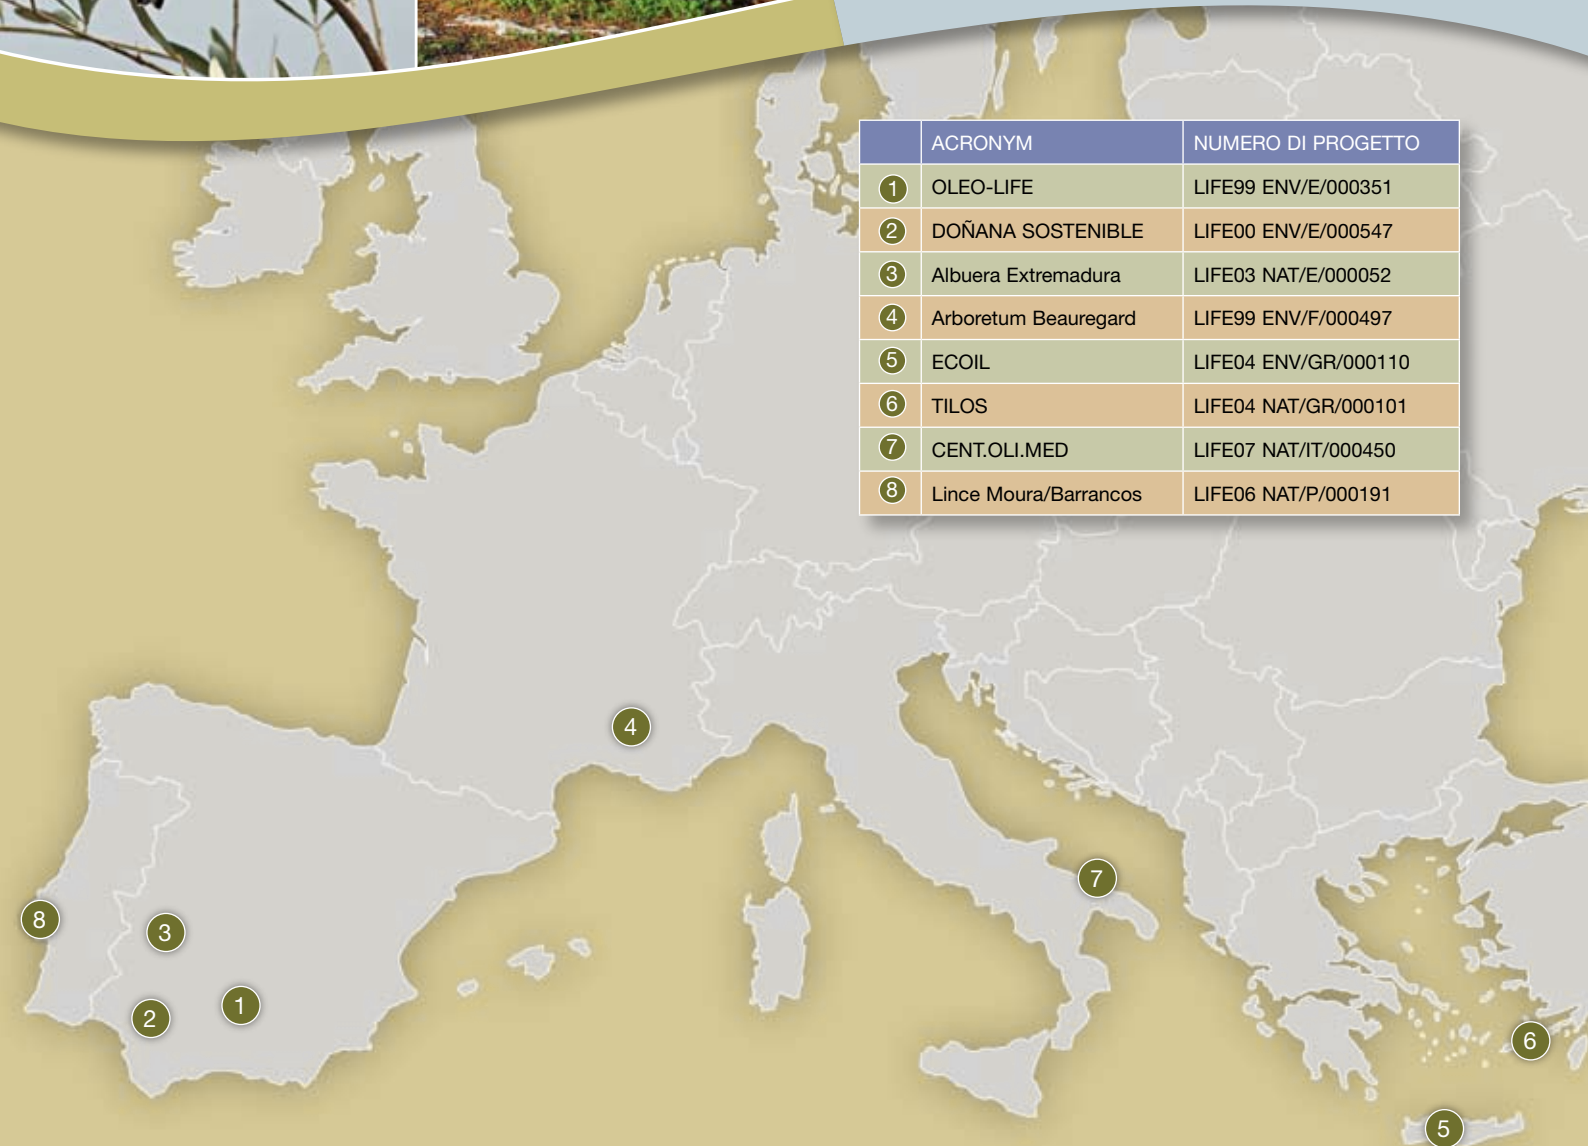 ACRONYM NUMERO DI PROGETTO
1 OLEO-LIFE LIFE99 ENV/E/000351
2 DOÑANA SOSTENIBLE LIFE00 ENV/E/000547
3 Albuera Extremadura LIFE03 NAT/E/000052
4 Arboretum Beauregard LIFE99 ENV/F/000497
5 ECOIL LIFE04 ENV/GR/000110
6 TILOS LIFE04 NAT/GR/000101
7 CENT.OLI.MED LIFE07 NAT/IT/000450
8 Lince Moura/Barrancos LIFE06 NAT/P/000191
4
7
8
3
1
2
6
5